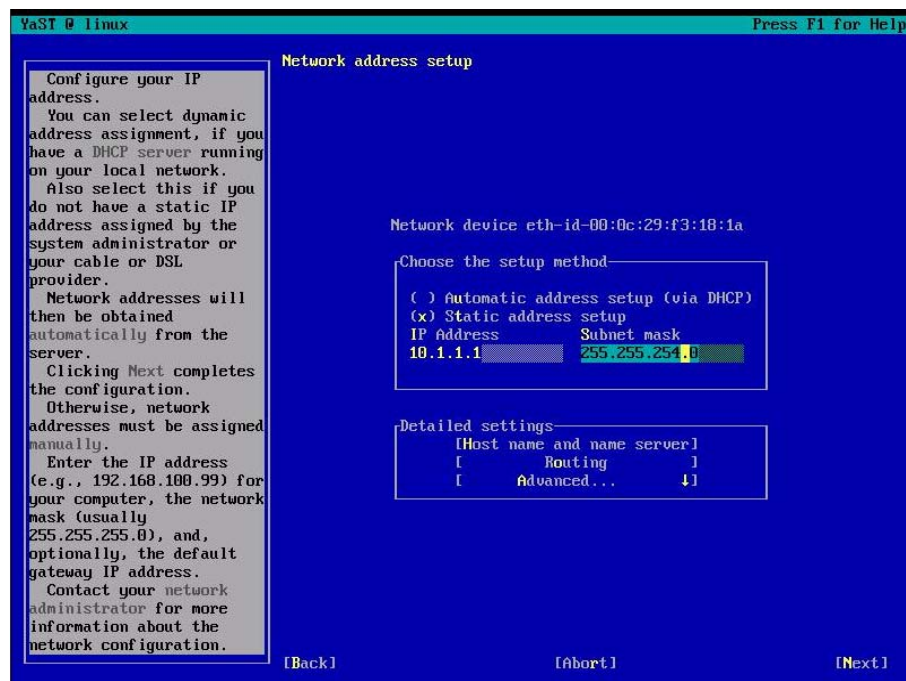 YaST @ linux Press F1 for Help
Network address setup
Configure your IP
address.
You can select dynamic
address assignment, if you
have a DHCP server running
on your local network.
Also select this if you
do not have a static IP
address assigned by the
system administrator or
your cable or DSL
provider.
Network addresses will
then be obtained
automatically from the
server.
Clicking Next completes
the configuration.
Otherwise, network
addresses must be assigned
manually.
Enter the IP address
(e.g., 192.168.100.99) for
your computer, the network
mask (usually
255.255.255.0), and,
optionally, the default
gateway IP address.
Contact your network
administrator for more
information about the
network configuration.
Network device eth-id-00:0c:29:f3:18:1a
Choose the setup method
( ) Automatic address setup (via DHCP)
(x) Static address setup
IP Address Subnet mask
10.1.1.1 255.255.254.0
Detailed settings
[Host name and name server]
[ Routing ]
[ Advanced... ↓]
[Back] [Abort] [Next]